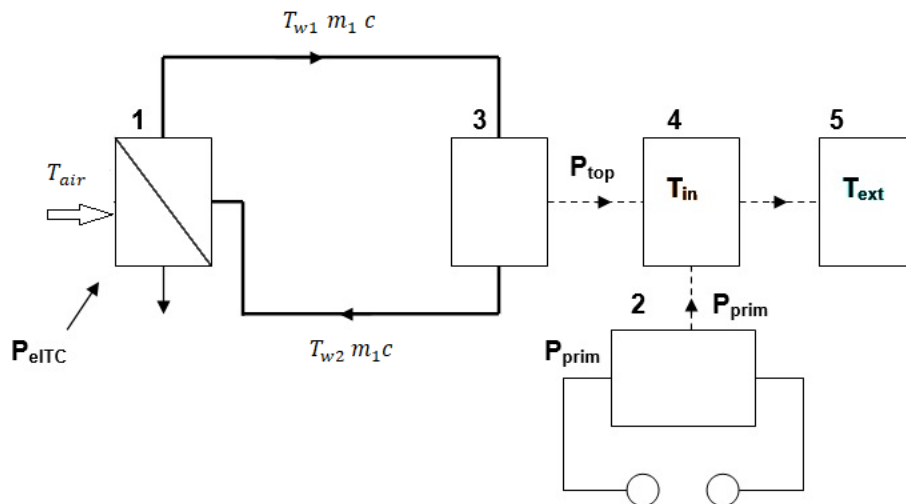 T_w1 m_1 c
1
3
4
5
T_air
P_top
T_in
T_ext
2
P_prim
P_prim
P_elTC
T_w2 m_1 c